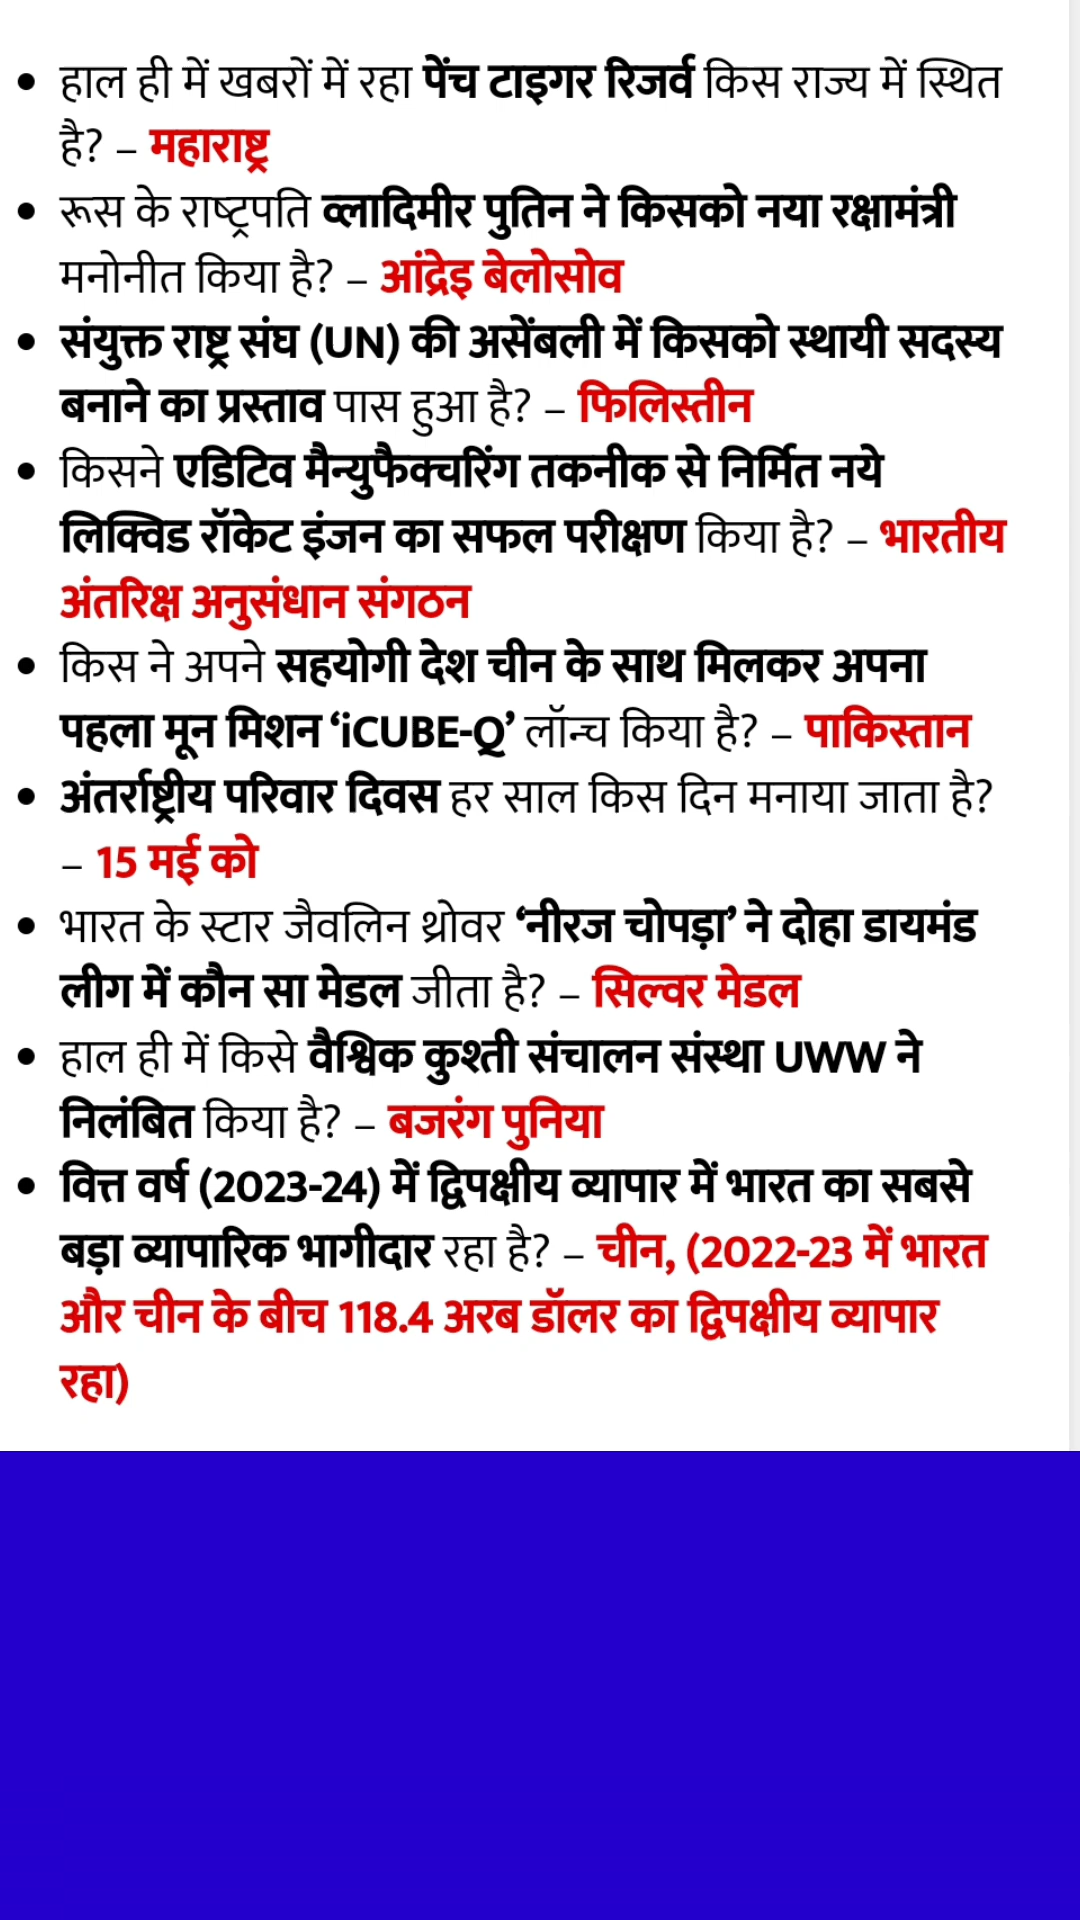 • हाल ही में खबरों में रहा पेंच टाइगर रिजर्व किस राज्य में स्थित
है? – महाराष्ट्र
• रूस के राष्ट्रपति व्लादिमीर पुतिन ने किसको नया रक्षामंत्री
मनोनीत किया है? – आंद्रेइ बेलोसोव
• संयुक्त राष्ट्र संघ (UN) की असेंबली में किसको स्थायी सदस्य
बनाने का प्रस्ताव पास हुआ है? – फिलिस्तीन
• किसने एडिटिव मैन्युफैक्चरिंग तकनीक से निर्मित नये
लिक्विड रॉकेट इंजन का सफल परीक्षण किया है? – भारतीय
अंतरिक्ष अनुसंधान संगठन
• किस ने अपने सहयोगी देश चीन के साथ मिलकर अपना
पहला मून मिशन ‘iCUBE-Q’ लॉन्च किया है? – पाकिस्तान
• अंतर्राष्ट्रीय परिवार दिवस हर साल किस दिन मनाया जाता है?
– 15 मई को
• भारत के स्टार जैवलिन थ्रोवर ‘नीरज चोपड़ा’ ने दोहा डायमंड
लीग में कौन सा मेडल जीता है? – सिल्वर मेडल
• हाल ही में किसे वैश्विक कुश्ती संचालन संस्था UWW ने
निलंबित किया है? – बजरंग पुनिया
• वित्त वर्ष (2023-24) में द्विपक्षीय व्यापार में भारत का सबसे
बड़ा व्यापारिक भागीदार रहा है? – चीन, (2022-23 में भारत
और चीन के बीच 118.4 अरब डॉलर का द्विपक्षीय व्यापार
रहा)